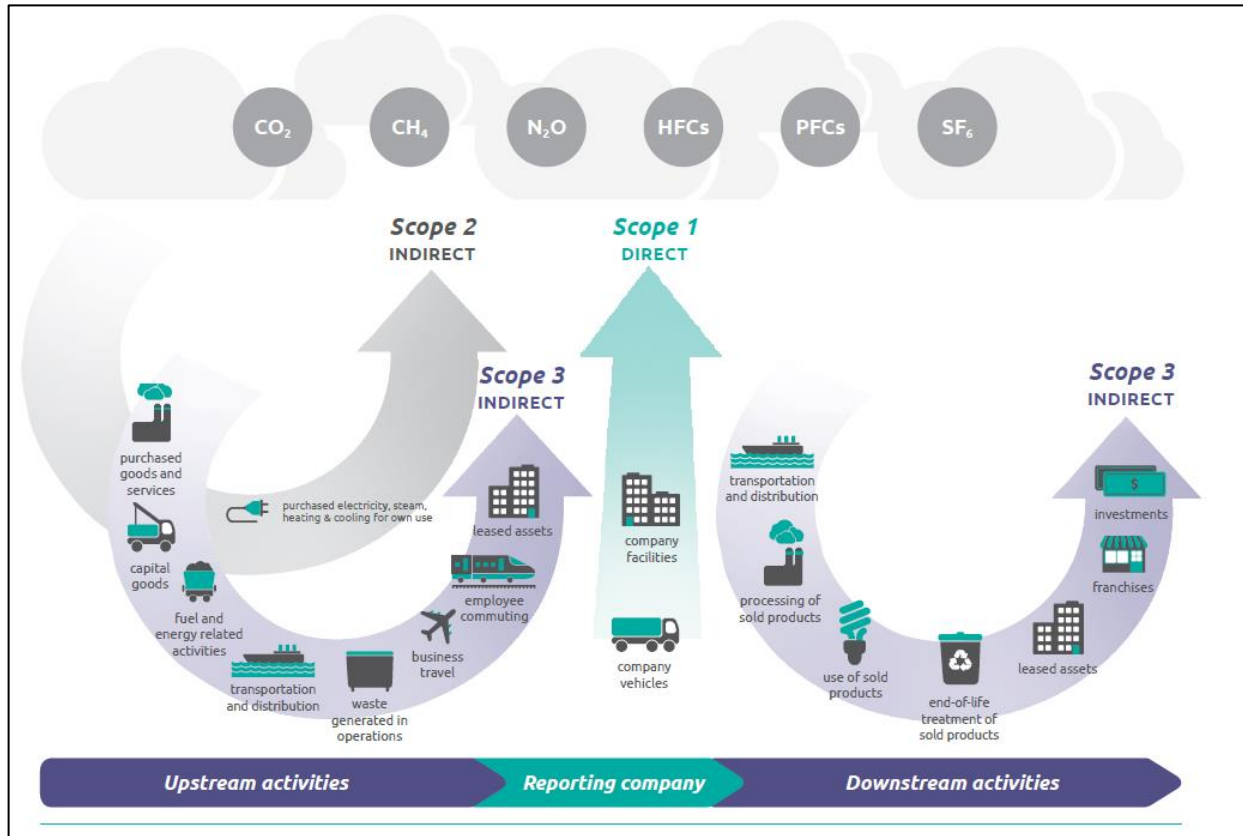 CO₂
CH₄
N₂O
HFCs
PFCs
SF₆
Scope 2
INDIRECT
Scope 1
DIRECT
Scope 3
INDIRECT
Scope 3
INDIRECT
purchased
goods and
services
capital
goods
fuel and
energy related
activities
purchased electricity, steam,
heating & cooling for own use
transportation
and distribution
waste
generated in
operations
business
travel
employee
commuting
leased assets
company
facilities
company
vehicles
transportation
and distribution
processing of
sold products
use of sold
products
end-of-life
treatment of
sold products
leased assets
franchises
$
investments
Upstream activities
Reporting company
Downstream activities